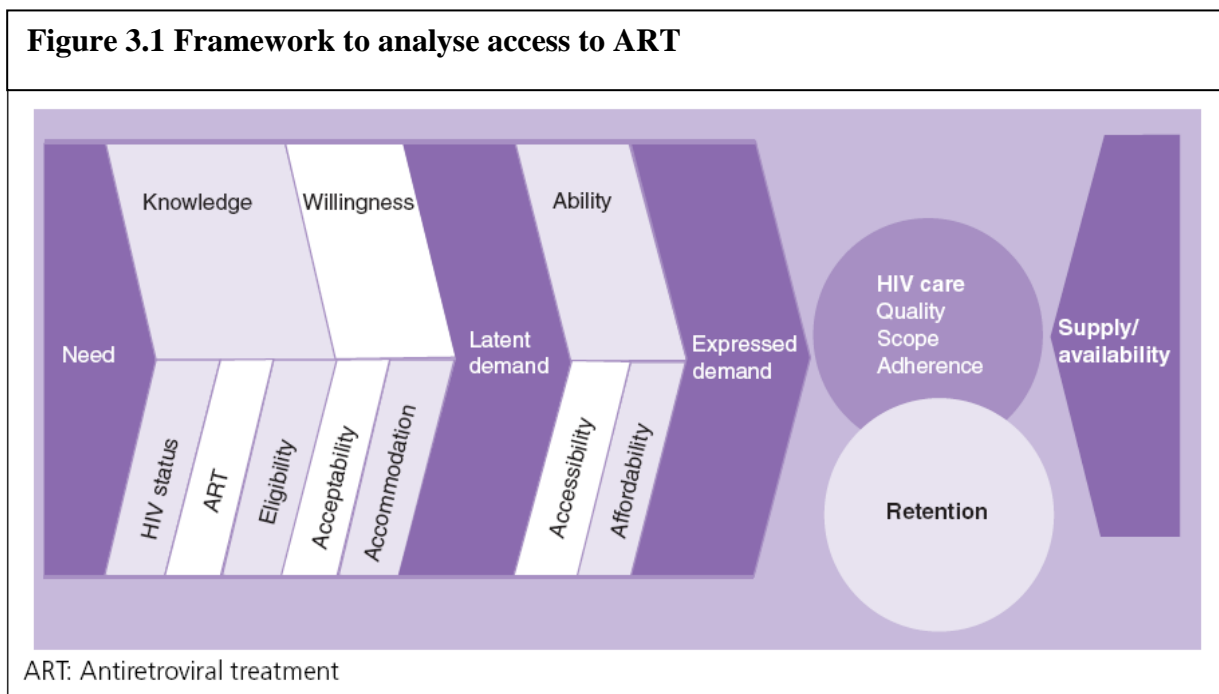 Figure 3.1 Framework to analyse access to ART
Knowledge
Willingness
Ability
Need
HIV status
ART
Eligibility
Acceptability
Accommodation
Latent
demand
Accessibility
Affordability
Expressed
demand
HIV care
Quality
Scope
Adherence
Retention
Supply/
availability
ART: Antiretroviral treatment